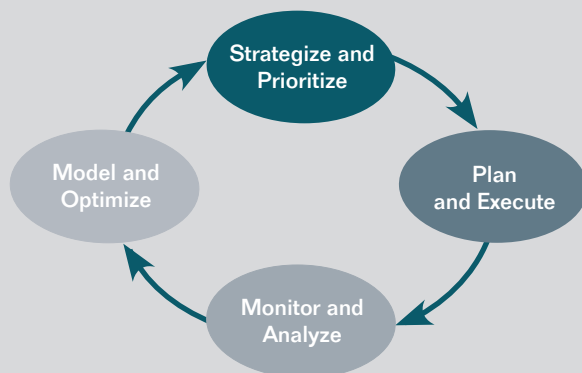 Strategize and
Prioritize
Plan
and Execute
Monitor and
Analyze
Model and
Optimize